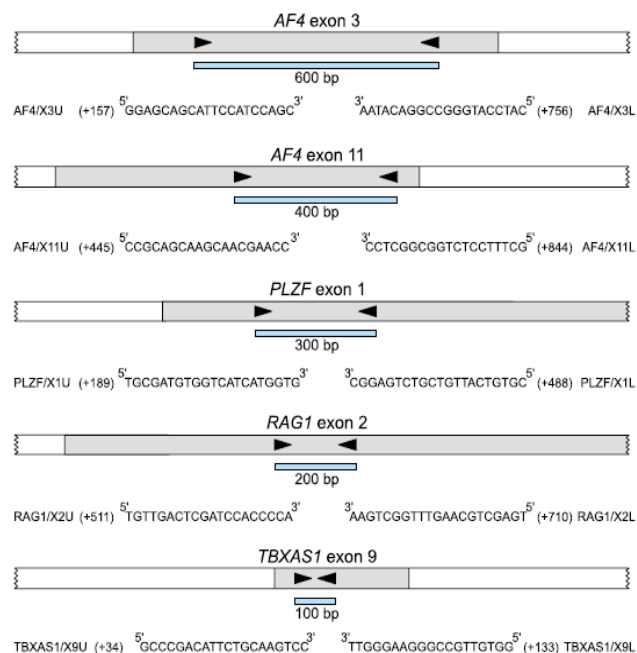 AF4 exon 3
600 bp
AF4/X3U (+157) 5'GGAGCAGCATTCCATCCAGC3' 3'AATACAGGCCGGGTACCTAC5' (+756) AF4/X3L
AF4 exon 11
400 bp
AF4/X11U (+445) 5'CCGCAGCAAGCAACGAACC3' 3'CCTCGGCGGTCTCCTTTCG5' (+844) AF4/X11L
PLZF exon 1
300 bp
PLZF/X1U (+189) 5'TGCGATGTGGTCATCATGGTG3' 3'CGGAGTCTGCTGTTACTGTGC5' (+488) PLZF/X1L
RAG1 exon 2
200 bp
RAG1/X2U (+511) 5'TGTTGACTCGATCCACCCCA3' 3'AAGTCGGTTTGAACGTCGAGT5' (+710) RAG1/X2L
TBXAS1 exon 9
100 bp
TBXAS1/X9U (+34) 5'GCCCGACATTCTGCAAGTCC3' 3'TTGGGAAGGGCCGTTGTGG5' (+133) TBXAS1/X9L